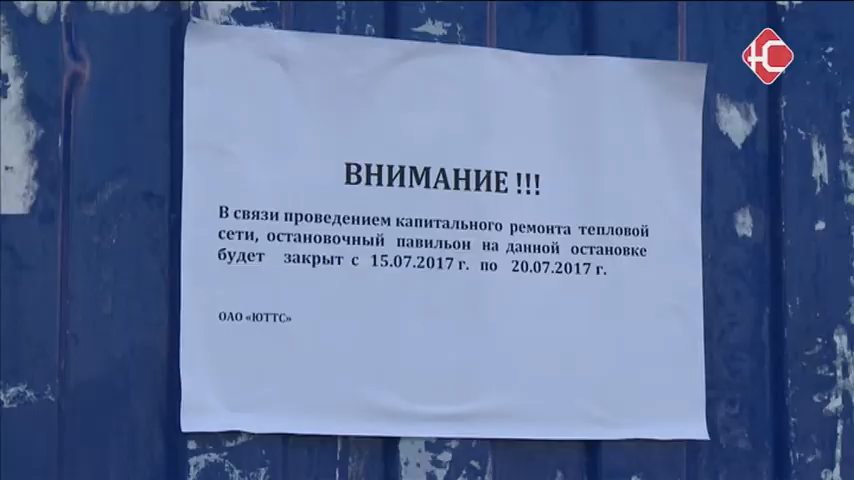 ЮС
ВНИМАНИЕ !!!
В связи проведением капитального ремонта тепловой
сети, остановочный павильон на данной остановке
будет закрыт с 15.07.2017 г. по 20.07.2017 г.
ОАО «ЮТТС»